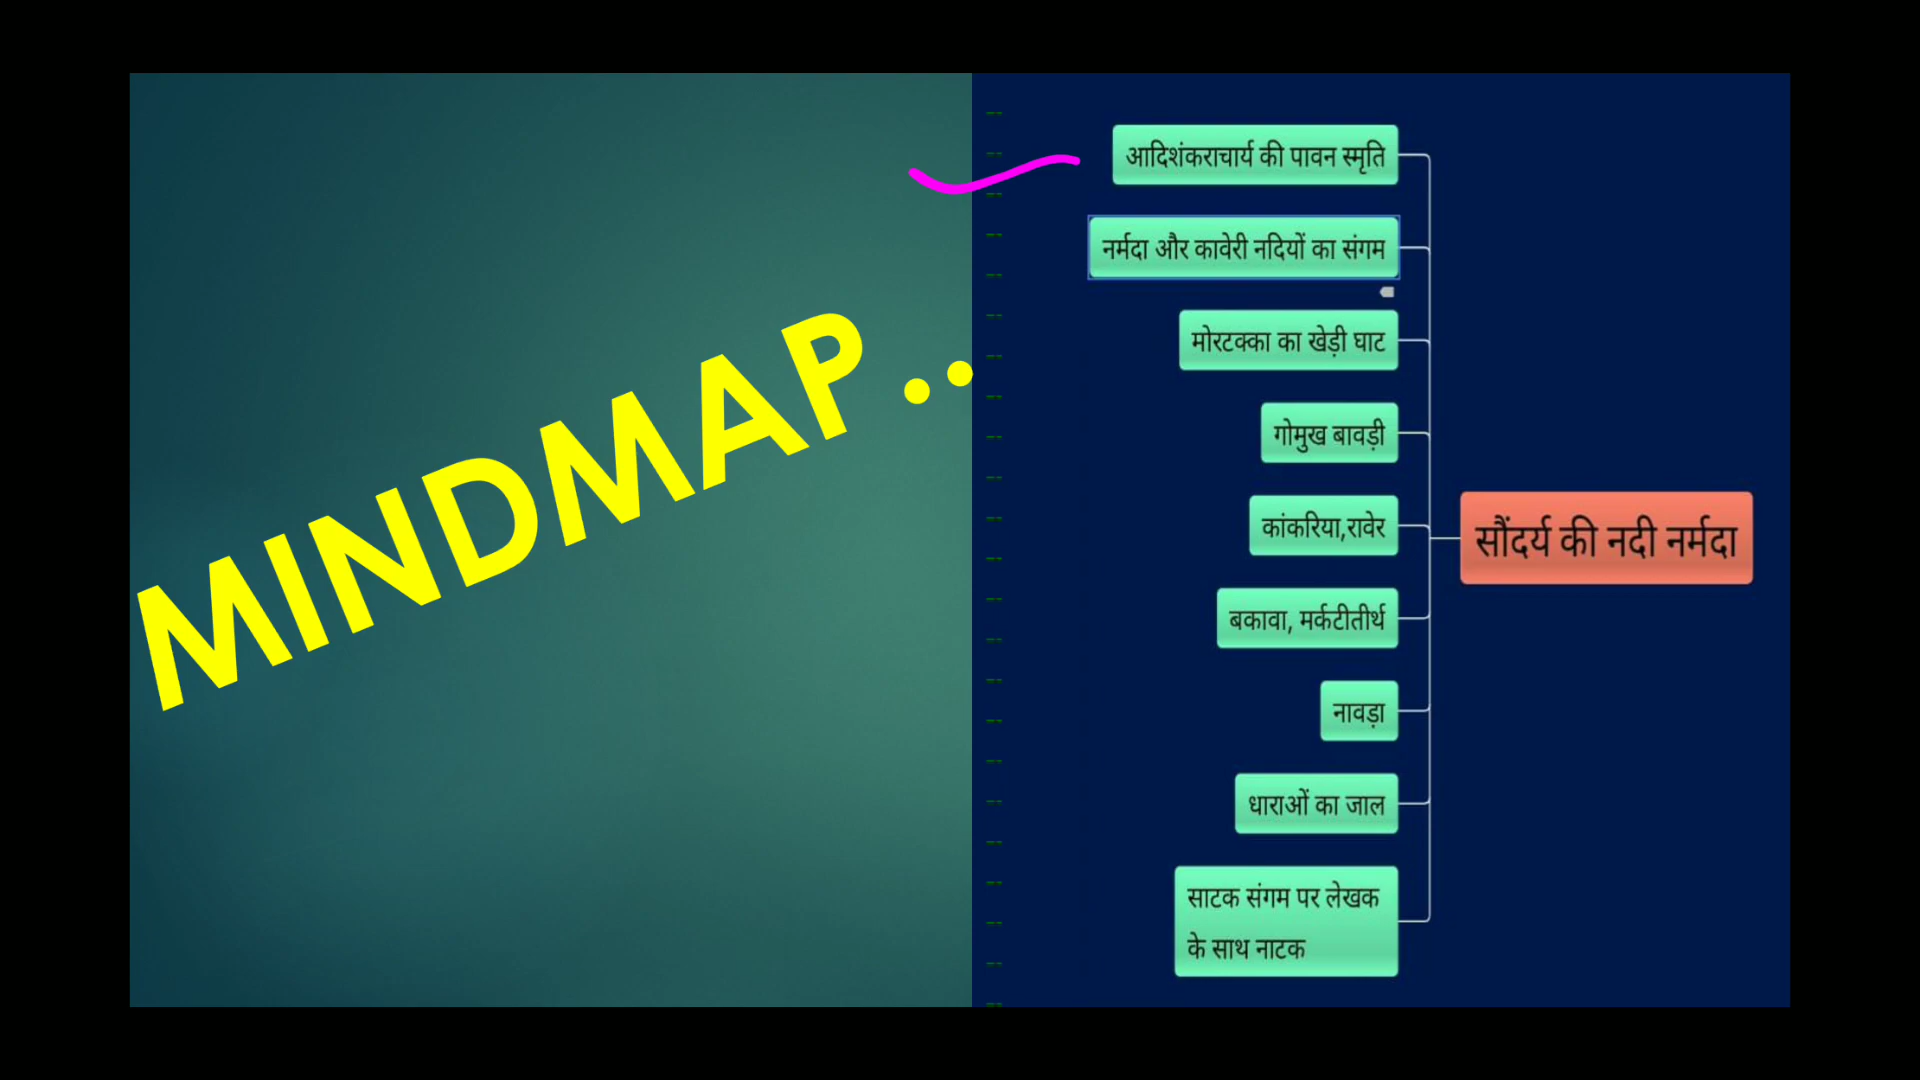 MINDMAP..
आदिशंकराचार्य की पावन स्मृति
नर्मदा और कावेरी नदियों का संगम
मोरटक्का का खेड़ी घाट
गोमुख बावड़ी
कांकरिया,रावेर
बकावा, मर्कटीतीर्थ
नावड़ा
धाराओं का जाल
साटक संगम पर लेखक
के साथ नाटक
सौंदर्य की नदी नर्मदा